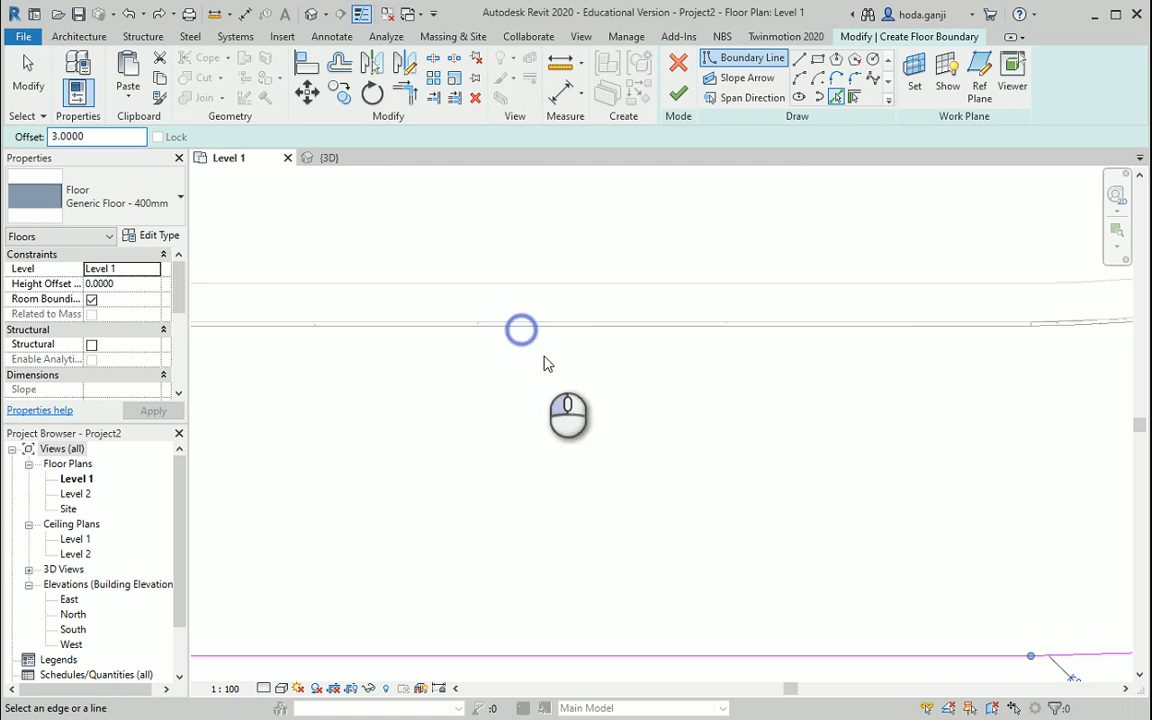 Autodesk Revit 2020 - Educational Version - Project2 - Floor Plan: Level 1
hoda.ganji
File Architecture Structure Steel Systems Insert Annotate Analyze Massing & Site Collaborate View Manage Add-Ins NBS Twinmotion 2020 Modify | Create Floor Boundary
Modify
Select
Properties
Paste
Clipboard
Cope
Cut
Join
Geometry
Modify
View
Measure
Create
Mode
Boundary Line
Slope Arrow
Span Direction
Draw
Set
Show
Ref
Plane
Viewer
Work Plane
Offset: 3.0000 Lock
Properties
Level 1
{3D}
Floor
Generic Floor - 400mm
Floors
Edit Type
Constraints
Level Level 1
Height Offset ... 0.0000
Room Boundi...
Related to Mass
Structural
Structural
Enable Analyti...
Dimensions
Slope
Properties help
Apply
Project Browser - Project2
Views (all)
Floor Plans
Level 1
Level 2
Site
Ceiling Plans
Level 1
Level 2
3D Views
Elevations (Building Elevation
East
North
South
West
Legends
Schedules/Quantities (all)
2D
1 : 100
Select an edge or a line
:0
Main Model
:0